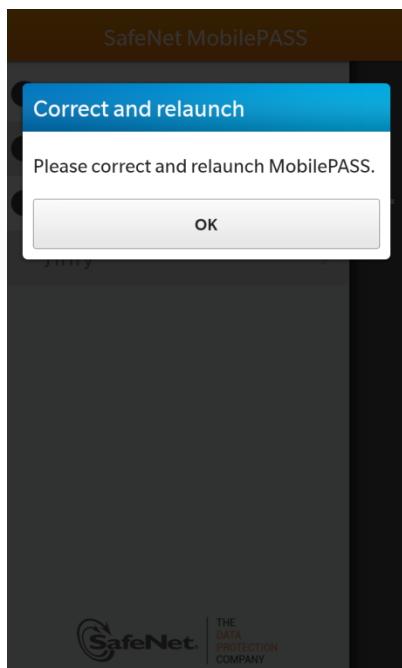 SafeNet MobilePASS
Correct and relaunch
Please correct and relaunch MobilePASS.
OK
SafeNet.
THE
DATA
PROTECTION
COMPANY